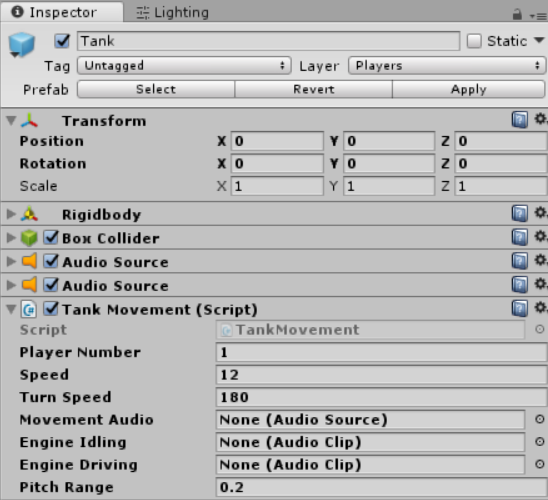 Inspector Lighting
Tank Static
Tag Untagged Layer Players
Prefab Select Revert Apply
Transform
Position X 0 Y 0 Z 0
Rotation X 0 Y 0 Z 0
Scale X 1 Y 1 Z 1
Rigidbody
Box Collider
Audio Source
Audio Source
Tank Movement (Script)
Script TankMovement
Player Number 1
Speed 12
Turn Speed 180
Movement Audio None (Audio Source)
Engine Idling None (Audio Clip)
Engine Driving None (Audio Clip)
Pitch Range 0.2